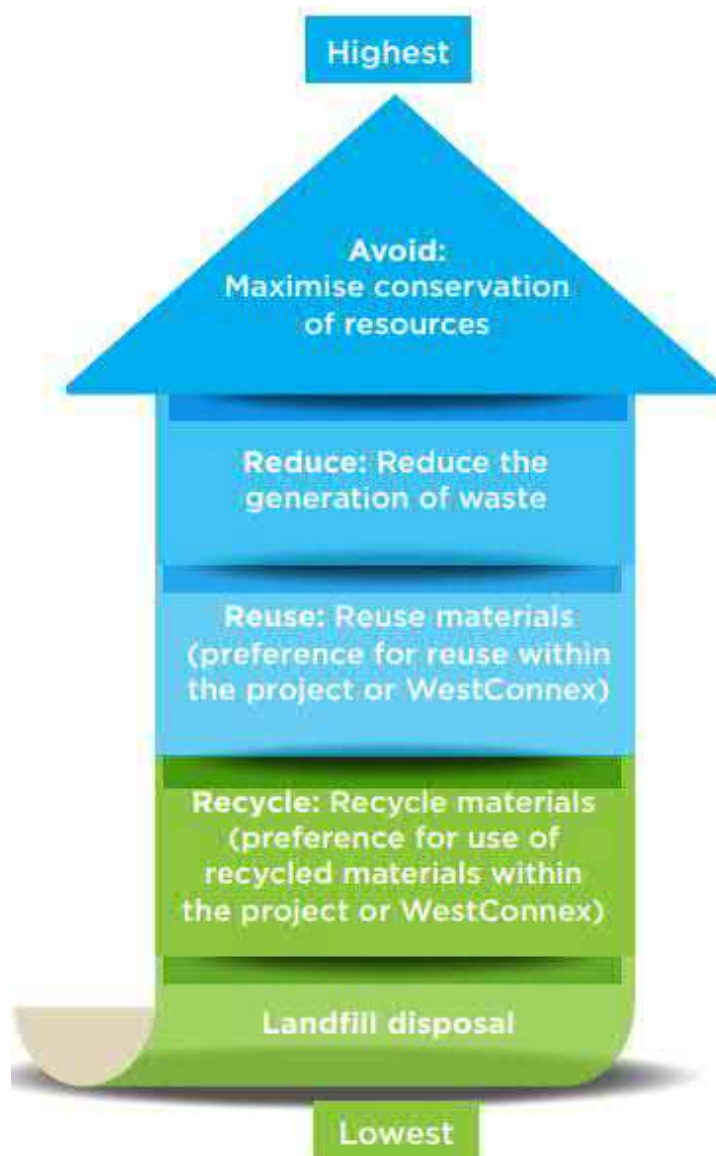 Highest
Avoid:
Maximise conservation
of resources
Reduce: Reduce the
generation of waste
Reuse: Reuse materials
(preference for reuse within
the project or WestConnex)
Recycle: Recycle materials
(preference for use of
recycled materials within
the project or WestConnex)
Landfill disposal
Lowest